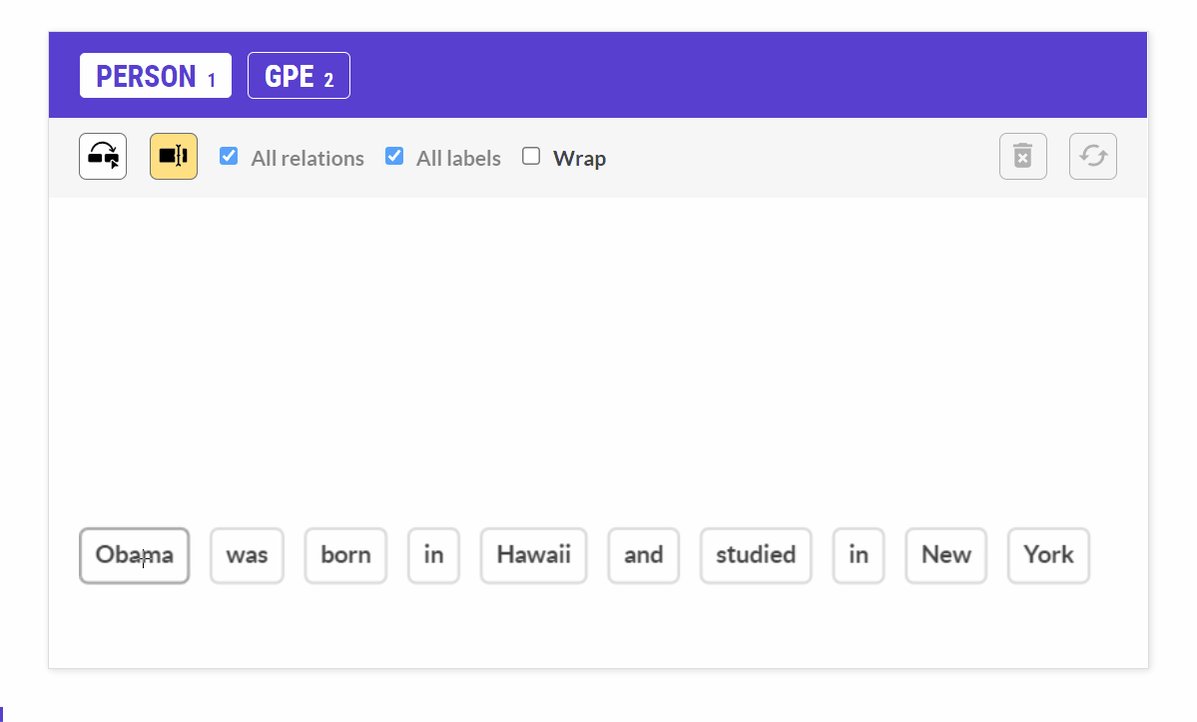 PERSON 1 GPE 2
All relations All labels Wrap
Obama was born in Hawaii and studied in New York